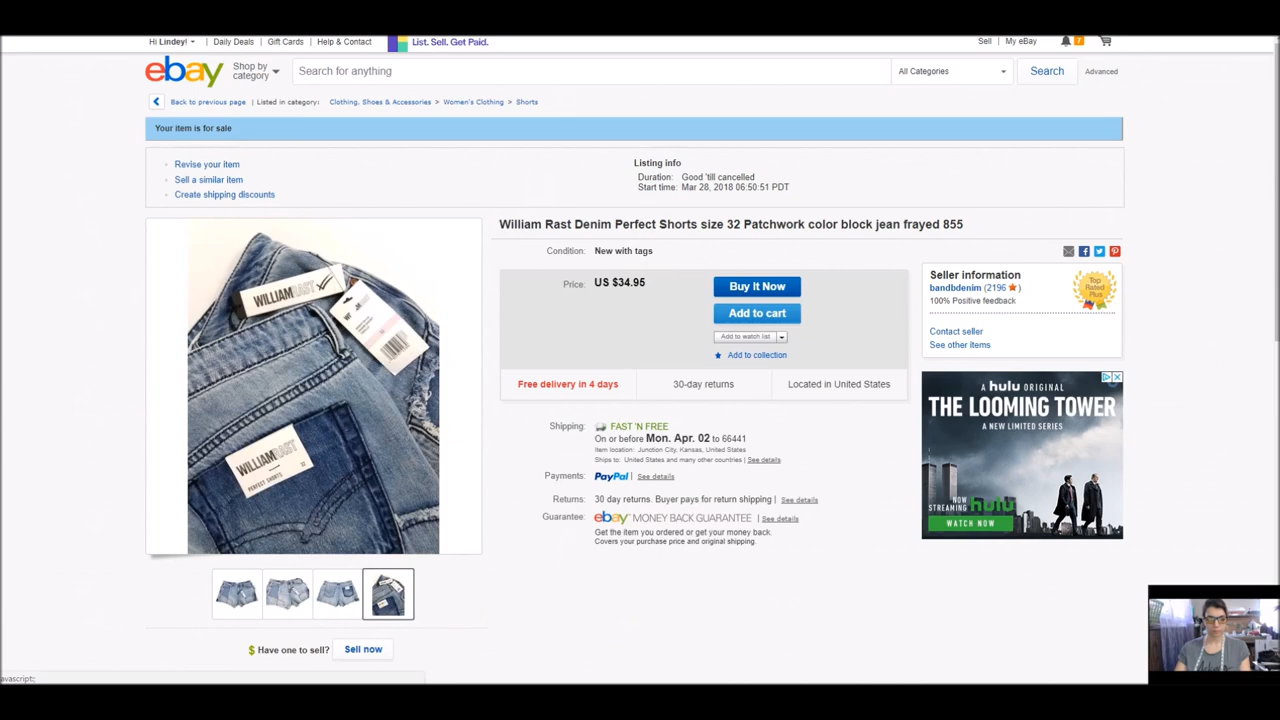 Hi Lindey!
Daily Deals
Gift Cards
Help & Contact
List. Sell. Get Paid.
Sell
My eBay
7
ebay
Shop by
category
Search for anything
All Categories
Search
Advanced
Back to previous page | Listed in category:
Clothing, Shoes & Accessories > Women's Clothing > Shorts
Your item is for sale
Revise your item
Sell a similar item
Create shipping discounts
Listing info
Duration: Good 'till cancelled
Start time: Mar 28, 2018 06:50:51 PDT
William Rast Denim Perfect Shorts size 32 Patchwork color block jean frayed 855
Condition: New with tags
Price: US $34.95
Buy It Now
Add to cart
Add to watch list
Add to collection
Free delivery in 4 days
30-day returns
Located in United States
Shipping: FAST 'N FREE
On or before Mon. Apr. 02 to 66441
Item location: Junction City, Kansas, United States
Ships to: United States and many other countries | See details
Payments: PayPal See details
Returns: 30 day returns. Buyer pays for return shipping | See details
Guarantee: ebay MONEY BACK GUARANTEE | See details
Get the item you ordered or get your money back.
Covers your purchase price and original shipping.
Seller information
bandbdenim (2196 )
100% Positive feedback
Contact seller
See other items
Top
Rated
Plus
A hulu ORIGINAL
THE LOOMING TOWER
A NEW LIMITED SERIES
NOW
STREAMING
hulu
WATCH NOW
WILLIAMRAST
WILLIAMRAST
PERFECT SHORTS 32
$ Have one to sell?
Sell now
avascript:;